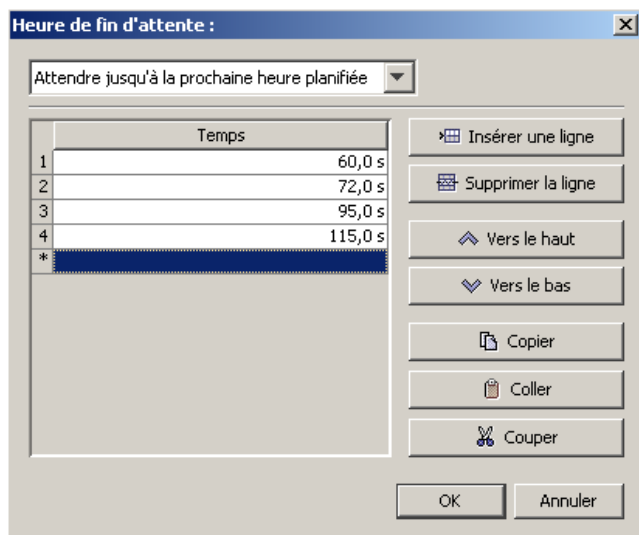 Heure de fin d'attente :
Attendre jusqu'à la prochaine heure planifiée
Temps
1 60,0 s
2 72,0 s
3 95,0 s
4 115,0 s
*
Insérer une ligne
Supprimer la ligne
Vers le haut
Vers le bas
Copier
Coller
Couper
OK Annuler